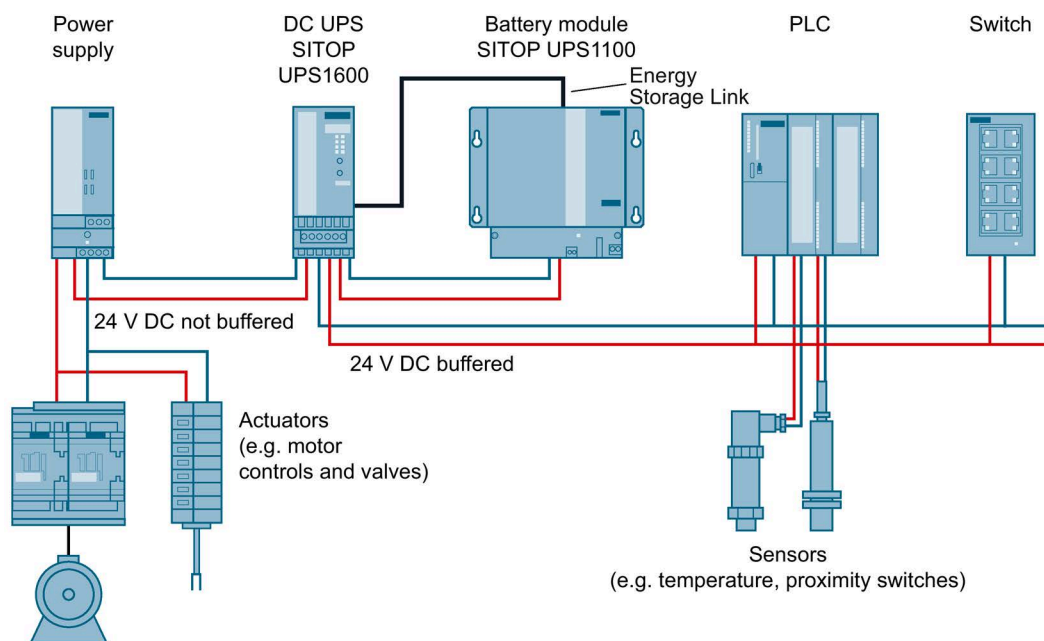 Power
supply
DC UPS
SITOP
UPS1600
Battery module
SITOP UPS1100
PLC
Switch
Energy
Storage Link
24 V DC not buffered
24 V DC buffered
Actuators
(e.g. motor
controls and valves)
Sensors
(e.g. temperature, proximity switches)